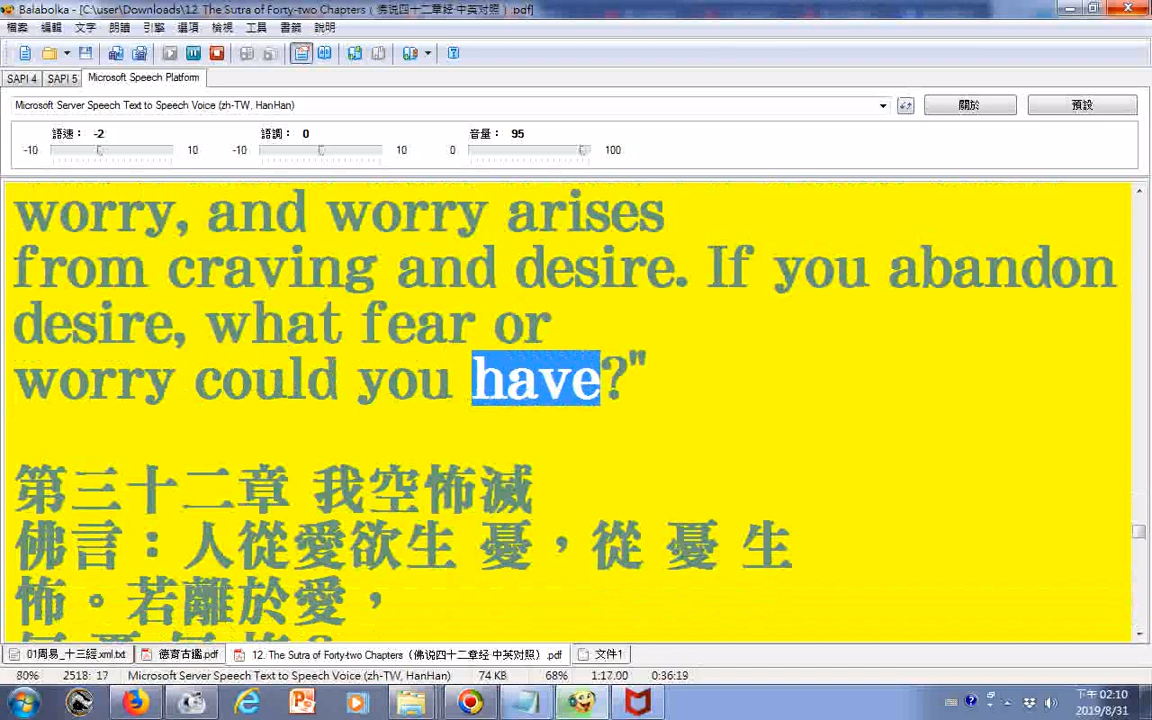 Balabolka - [C:\user\Downloads\12. The Sutra of Forty-two Chapters（佛说四十二章经·中英对照）.pdf]
檔案 編輯 文字 朗讀 引擎 選項 檢視 工具 書籤 說明
SAPI 4 SAPI 5 Microsoft Speech Platform
Microsoft Server Speech Text to Speech Voice (zh-TW, HanHan) 關於 預設
語速： -2 語調： 0 音量： 95
-10 10 -10 10 0 100
worry, and worry arises
from craving and desire. If you abandon
desire, what fear or
worry could you have?"
第三十二章 我空怖滅
佛言：人從愛欲生 憂，從 憂 生
怖。若離於愛，
01周易_十三經.xml.txt 德育古鑑.pdf 12. The Sutra of Forty-two Chapters（佛说四十二章经·中英对照）.pdf 文件1
80% 2518: 17 Microsoft Server Speech Text to Speech Voice (zh-TW, HanHan) 74 KB 68% 1:17.00 0:36:19
下午 02:10
2019/8/31